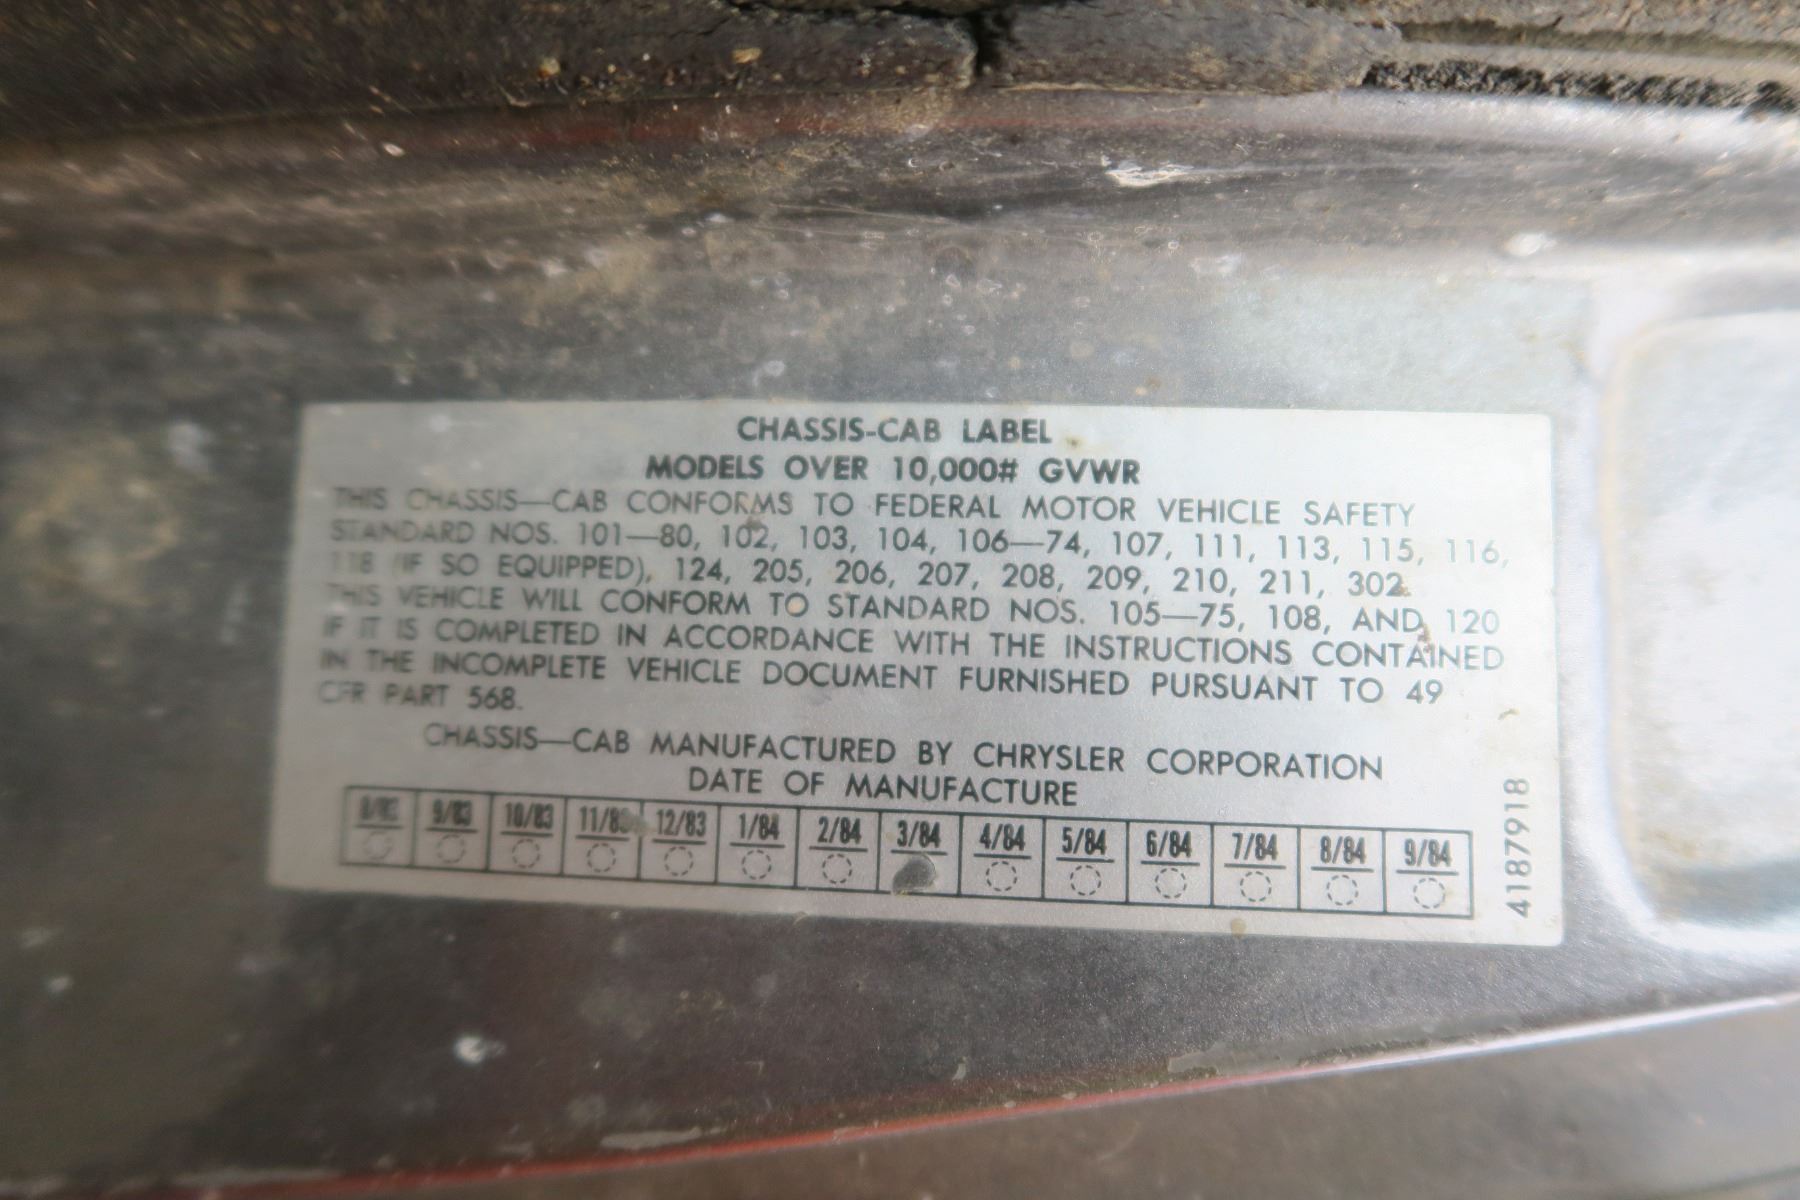 CHASSIS-CAB LABEL
MODELS OVER 10,000# GVWR
THIS CHASSIS—CAB CONFORMS TO FEDERAL MOTOR VEHICLE SAFETY
STANDARD NOS. 101—80, 102, 103, 104, 106—74, 107, 111, 113, 115, 116,
118 (IF SO EQUIPPED), 124, 205, 206, 207, 208, 209, 210, 211, 302.
THIS VEHICLE WILL CONFORM TO STANDARD NOS. 105—75, 108, AND 120
IF IT IS COMPLETED IN ACCORDANCE WITH THE INSTRUCTIONS CONTAINED
IN THE INCOMPLETE VEHICLE DOCUMENT FURNISHED PURSUANT TO 49
CFR PART 568.
CHASSIS—CAB MANUFACTURED BY CHRYSLER CORPORATION
DATE OF MANUFACTURE
8/83 9/83 10/83 11/83 12/83 1/84 2/84 3/84 4/84 5/84 6/84 7/84 8/84 9/84
4187918